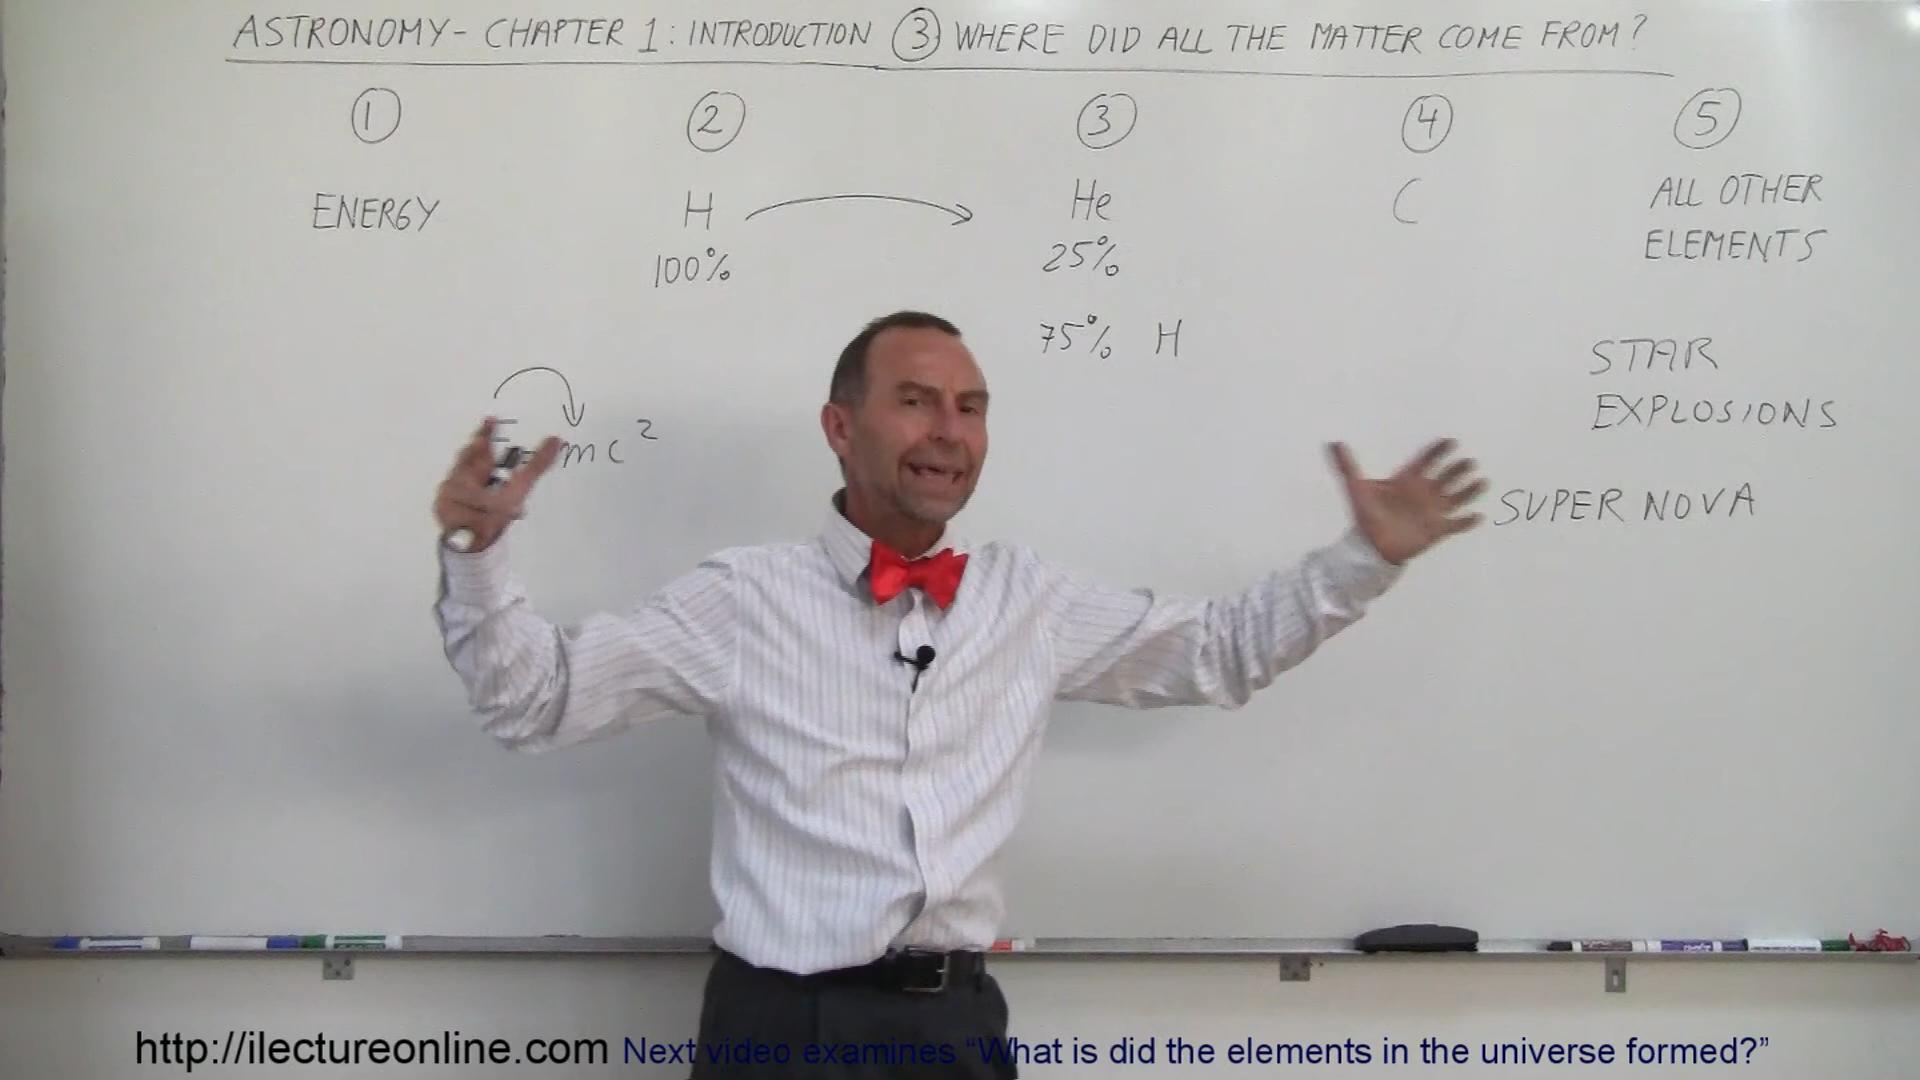 ASTRONOMY - CHAPTER 1: INTRODUCTION ③ WHERE DID ALL THE MATTER COME FROM?
① ② ③ ④ ⑤
ENERGY H He C ALL OTHER
100% 25% ELEMENTS
75% H
STAR
EXPLOSIONS
E = mc²
SUPER NOVA
http://ilectureonline.com Next video examines “What is did the elements in the universe formed?”